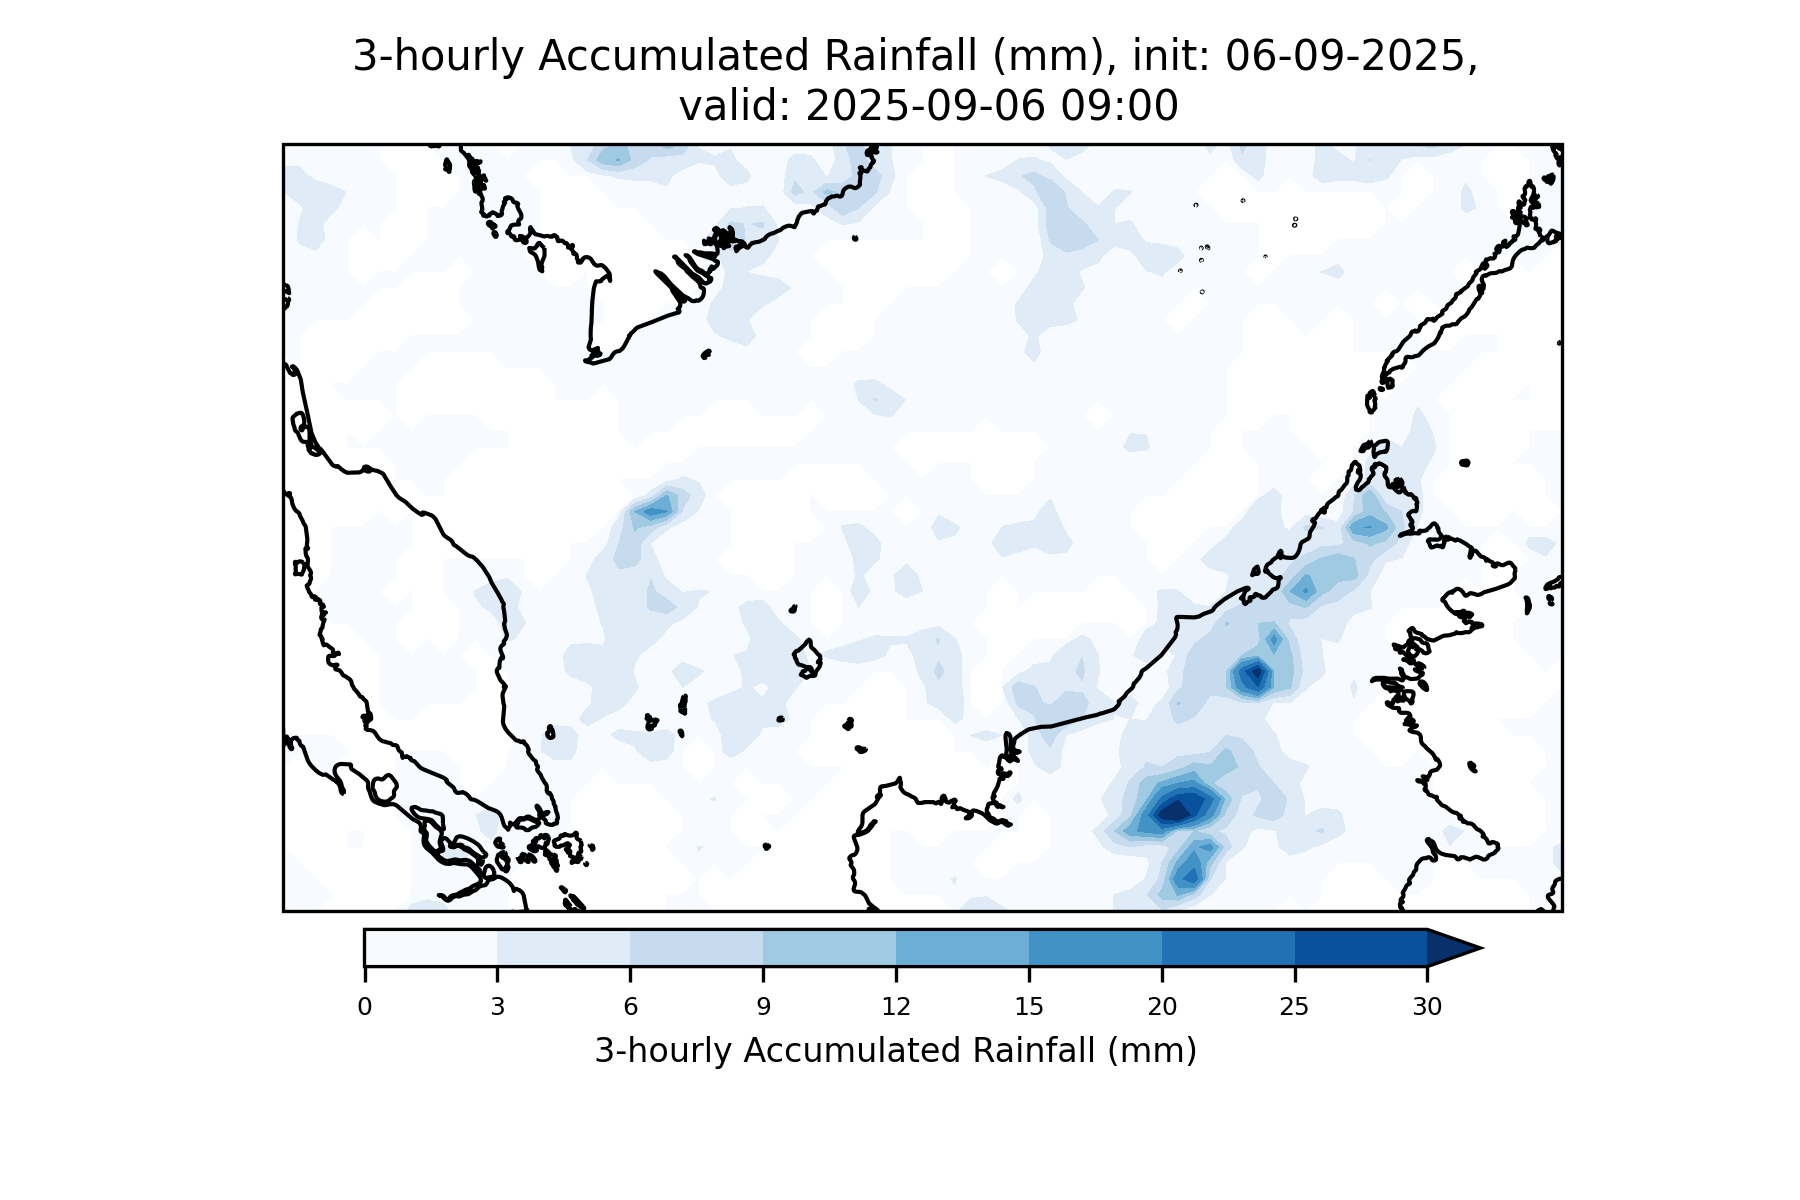 3-hourly Accumulated Rainfall (mm), init: 06-09-2025,
valid: 2025-09-06 09:00
0 3 6 9 12 15 20 25 30
3-hourly Accumulated Rainfall (mm)